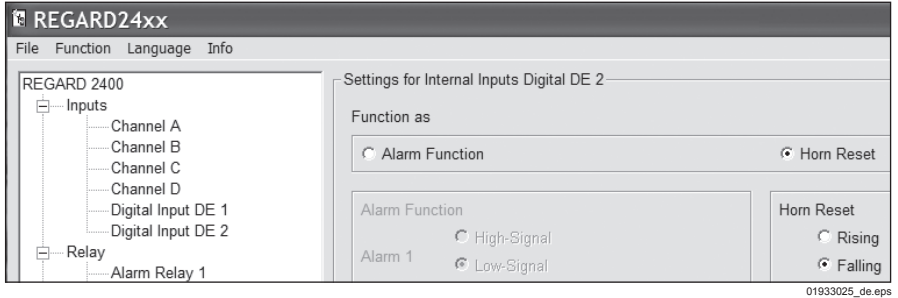 REGARD24xx
File Function Language Info
REGARD 2400
Inputs
Channel A
Channel B
Channel C
Channel D
Digital Input DE 1
Digital Input DE 2
Relay
Alarm Relay 1
Settings for Internal Inputs Digital DE 2
Function as
Alarm Function
Horn Reset
Alarm Function
High-Signal
Alarm 1
Low-Signal
Horn Reset
Rising
Falling
01933025_de.eps